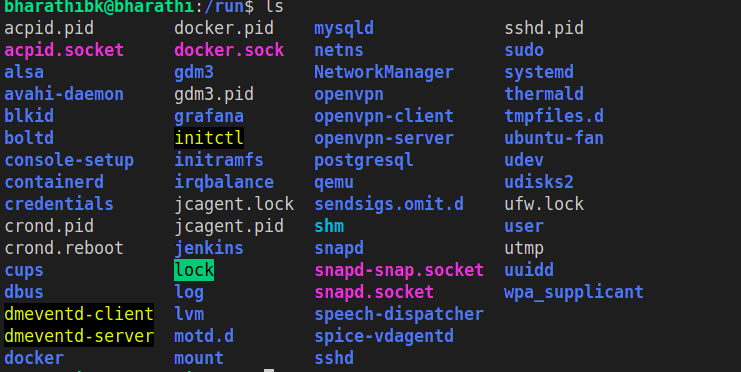 bharathibk@bharathi:/run$ ls
acpid.pid docker.pid mysqld sshd.pid
acpid.socket docker.sock netns sudo
alsa gdm3 NetworkManager systemd
avahi-daemon gdm3.pid openvpn thermald
blkid grafana openvpn-client tmpfiles.d
boltd initctl openvpn-server ubuntu-fan
console-setup initramfs postgresql udev
containerd irqbalance qemu udisks2
credentials jcagent.lock sendsigs.omit.d ufw.lock
crond.pid jcagent.pid shm user
crond.reboot jenkins snapd utmp
cups lock snapd-snap.socket uuidd
dbus log snapd.socket wpa_supplicant
dmeventd-client lvm speech-dispatcher
dmeventd-server motd.d spice-vdagentd
docker mount sshd